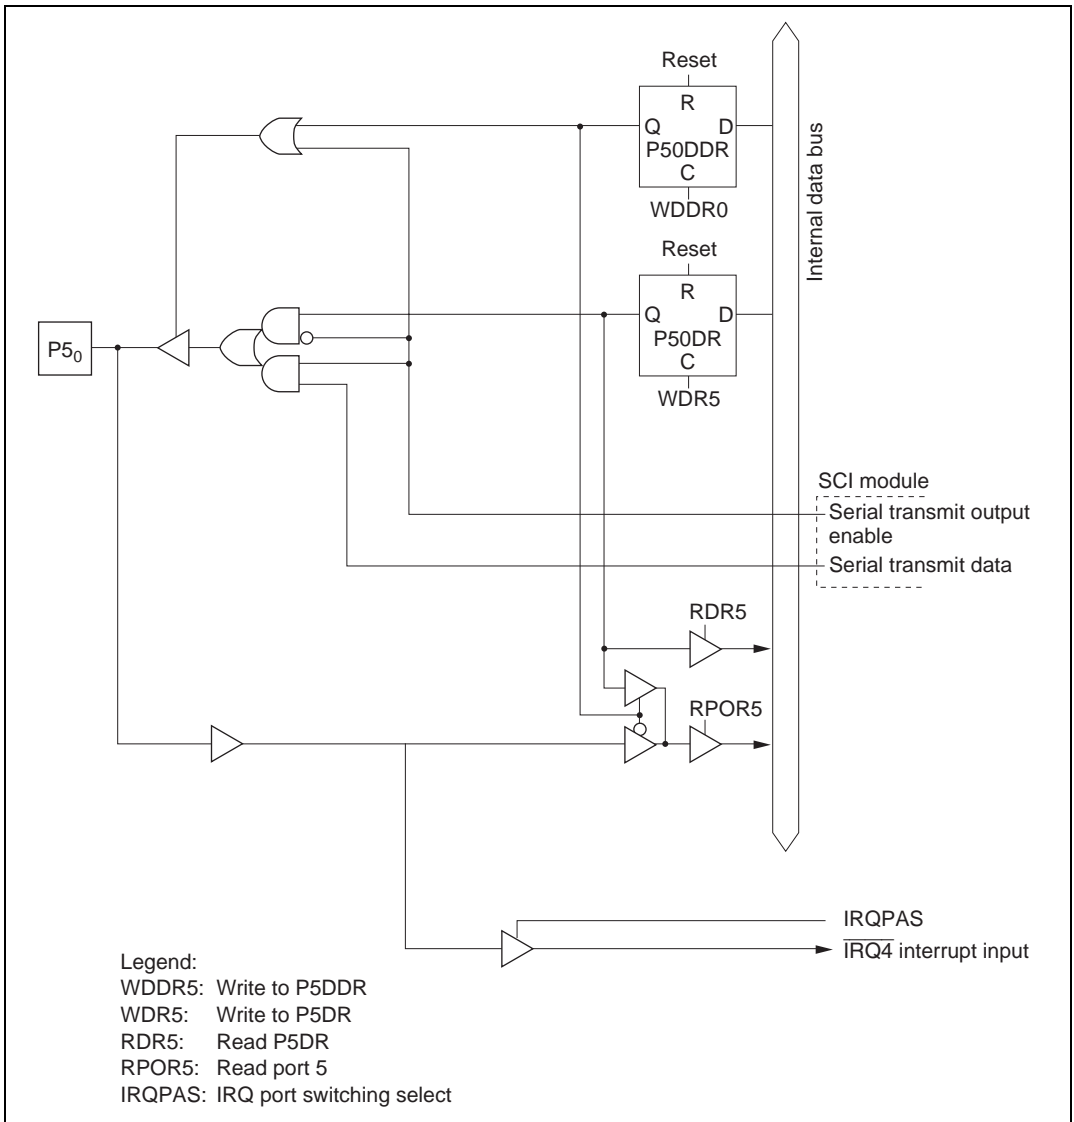 Reset
R
Q D
P50DDR
C
WDDR0
Internal data bus
Reset
R
Q D
P50DR
C
WDR5
P5₀
SCI module
Serial transmit output
enable
Serial transmit data
RDR5
RPOR5
IRQPAS
I̅R̅Q̅4̅ interrupt input
Legend:
WDDR5: Write to P5DDR
WDR5: Write to P5DR
RDR5: Read P5DR
RPOR5: Read port 5
IRQPAS: IRQ port switching select